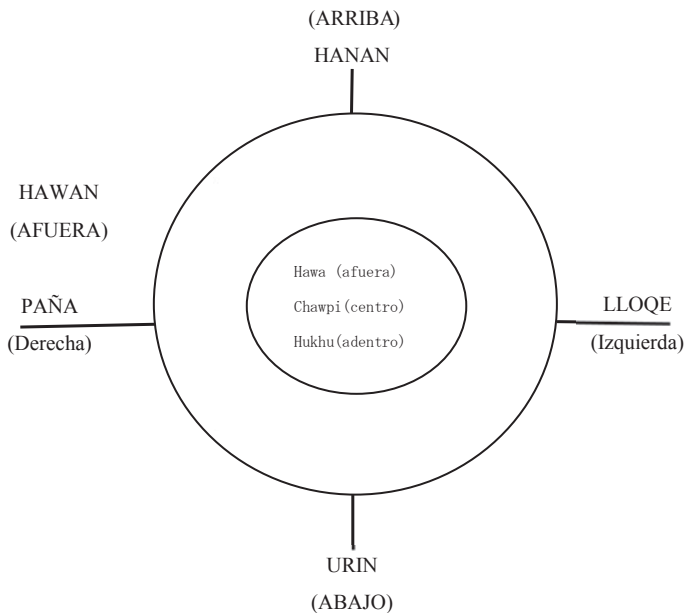 (ARRIBA)
HANAN
HAWAN
(AFUERA)
Hawa (afuera)
Chawpi(centro)
Hukhu(adentro)
PAÑA
(Derecha)
LLOQE
(Izquierda)
URIN
(ABAJO)